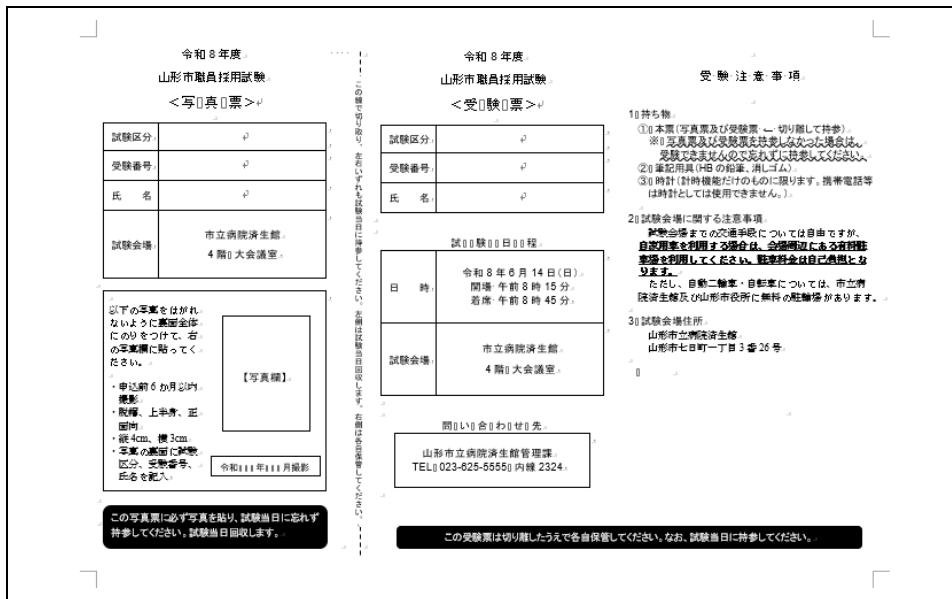 令和８年度
山形市職員採用試験
＜写真票＞
試験区分
受験番号
氏　　名
試験会場
市立病院済生館
4 階 大会議室
以下の写真をはがれ
ないように裏面全体
にのりをつけて、右
の写真欄に貼ってく
ださい。
・申込前 6 か月以内
撮影
・脱帽、上半身、正
面向
・縦 4cm、横 3cm
・写真の裏面に試験
区分、受験番号、
氏名を記入
【写真欄】
令和　　年　　月撮影
この写真票に必ず写真を貼り、試験当日に忘れず
持参してください。試験当日回収します。
この線で切り取り、左右いずれも試験当日に持参してください。左側は試験当日回収します。右側は各自保管してください。
令和８年度
山形市職員採用試験
＜受験票＞
試験区分
受験番号
氏　　名
試　験　日　程
日　　時
令和 8 年 6 月 14 日(日)
開場 午前 8 時 15 分
着席 午前 8 時 45 分
試験会場
市立病院済生館
4 階 大会議室
問い合わせ先
山形市立病院済生館管理課
TEL 023-625-5555 内線 2324
受 験 注 意 事 項
1 持ち物
① 本票(写真票及び受験票 ← 切り離して持参)
※ 写真票及び受験票を持参しなかった場合は、
受験できませんので忘れずに持参してください。
② 筆記用具(HB の鉛筆、消しゴム)
③ 時計(計時機能だけのものに限ります。携帯電話等
は時計としては使用できません。)
2 試験会場に関する注意事項
試験会場までの交通手段については自由ですが、
自家用車を利用する場合は、会場周辺にある有料駐
車場を利用してください。駐車料金は自己負担とな
ります。
ただし、自動二輪車・自転車については、市立病
院済生館及び山形市役所に無料の駐輪場があります。
3 試験会場住所
山形市立病院済生館
山形市七日町一丁目 3 番 26 号
この受験票は切り離したうえで各自保管してください。なお、試験当日に持参してください。